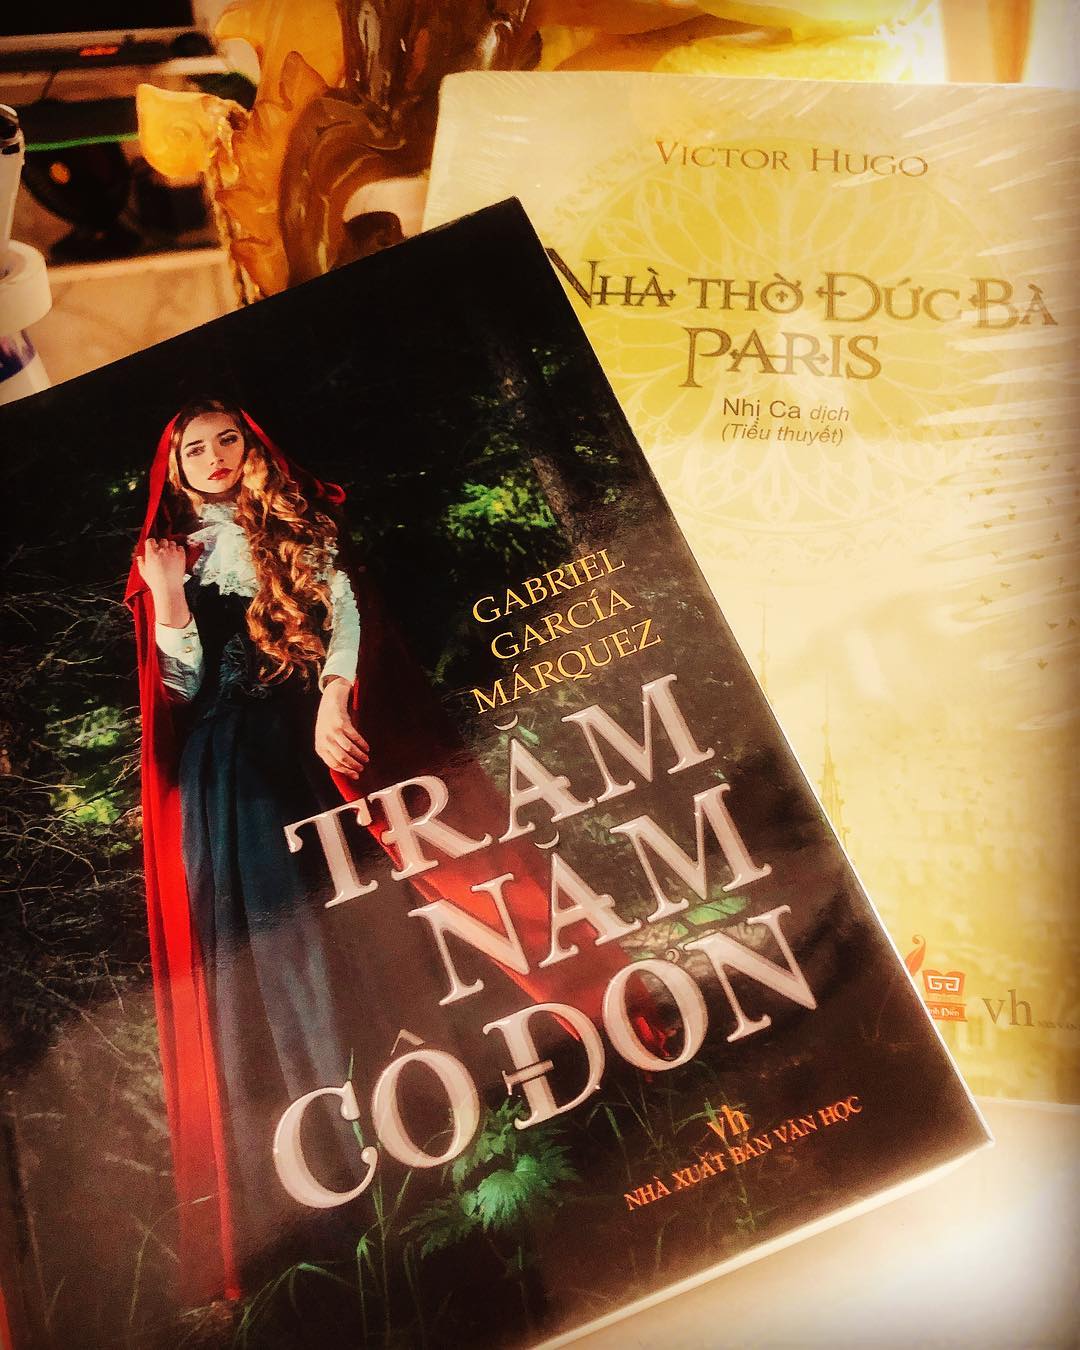 VICTOR HUGO
NHÀ THỜ ĐỨC BÀ
PARIS
Nhị Ca dịch
(Tiểu thuyết)
vh
GABRIEL
GARCÍA
MÁRQUEZ
TRĂM
NĂM
CÔ ĐƠN
vh
NHÀ XUẤT BẢN VĂN HỌC